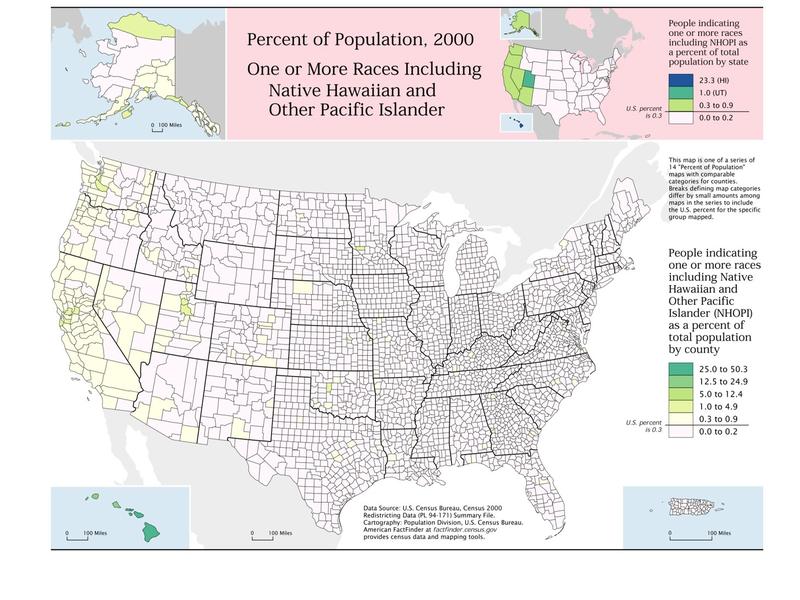 Percent of Population, 2000
One or More Races Including
Native Hawaiian and
Other Pacific Islander
0 100 Miles
People indicating
one or more races
including NHOPI as
a percent of total
population by state
23.3 (HI)
1.0 (UT)
0.3 to 0.9
U.S. percent
is 0.3
0.0 to 0.2
This map is one of a series of
14 "Percent of Population"
maps with comparable
categories for counties.
Breaks defining map categories
differ by small amounts among
maps in the series to include
the U.S. percent for the specific
group mapped.
People indicating
one or more races
including Native
Hawaiian and
Other Pacific
Islander (NHOPI)
as a percent of
total population
by county
25.0 to 50.3
12.5 to 24.9
5.0 to 12.4
1.0 to 4.9
0.3 to 0.9
U.S. percent
is 0.3
0.0 to 0.2
0 100 Miles
0 100 Miles
Data Source: U.S. Census Bureau, Census 2000
Redistricting Data (PL 94-171) Summary File.
Cartography: Population Division, U.S. Census Bureau.
American FactFinder at factfinder.census.gov
provides census data and mapping tools.
0 100 Miles